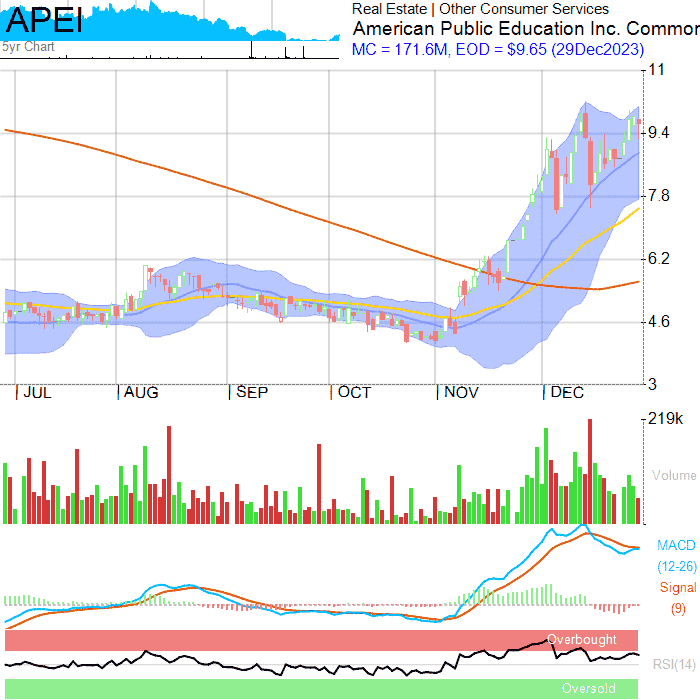 APEI
5yr Chart
Real Estate | Other Consumer Services
American Public Education Inc. Common
MC = 171.6M, EOD = $9.65 (29Dec2023)
11
9.4
7.8
6.2
4.6
3
JUL AUG SEP OCT NOV DEC
219k
Volume
MACD
(12-26)
Signal
(9)
Overbought
RSI(14)
Oversold